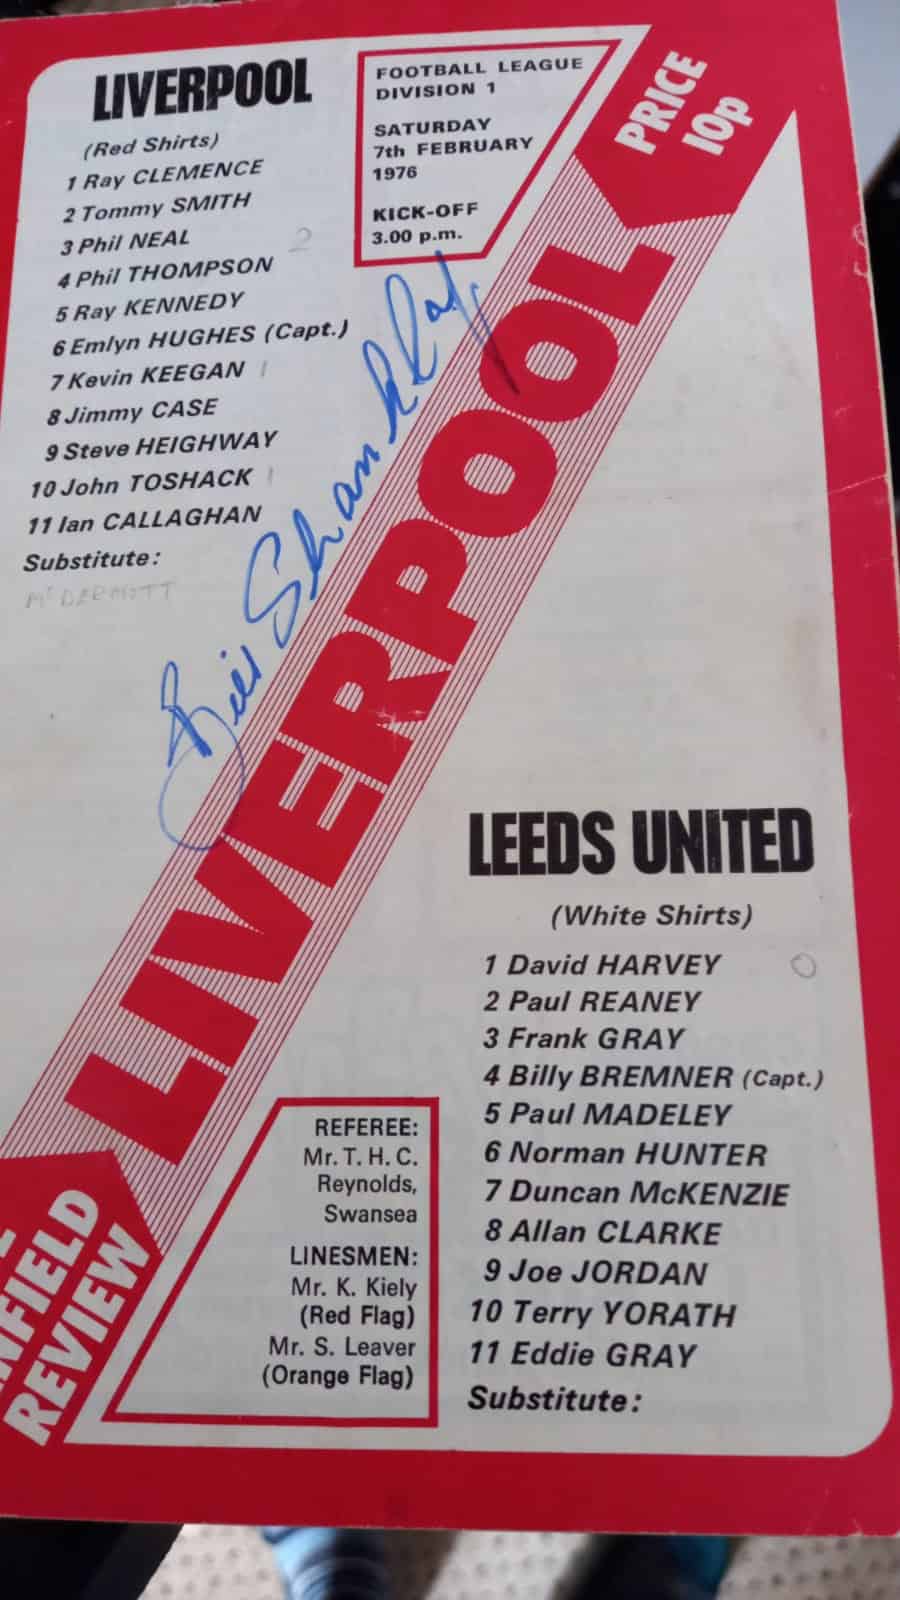 LIVERPOOL
(Red Shirts)
1 Ray CLEMENCE
2 Tommy SMITH
3 Phil NEAL 2
4 Phil THOMPSON
5 Ray KENNEDY
6 Emlyn HUGHES (Capt.)
7 Kevin KEEGAN 1
8 Jimmy CASE
9 Steve HEIGHWAY
10 John TOSHACK 1
11 Ian CALLAGHAN
Substitute:
McDERMOTT
FOOTBALL LEAGUE
DIVISION 1
SATURDAY
7th FEBRUARY
1976
KICK-OFF
3.00 p.m.
PRICE
10p
Bill Shankly
LIVERPOOL
LEEDS UNITED
(White Shirts)
1 David HARVEY 0
2 Paul REANEY
3 Frank GRAY
4 Billy BREMNER (Capt.)
5 Paul MADELEY
6 Norman HUNTER
7 Duncan McKENZIE
8 Allan CLARKE
9 Joe JORDAN
10 Terry YORATH
11 Eddie GRAY
Substitute:
REFEREE:
Mr. T. H. C.
Reynolds,
Swansea
LINESMEN:
Mr. K. Kiely
(Red Flag)
Mr. S. Leaver
(Orange Flag)
NFIELD
REVIEW